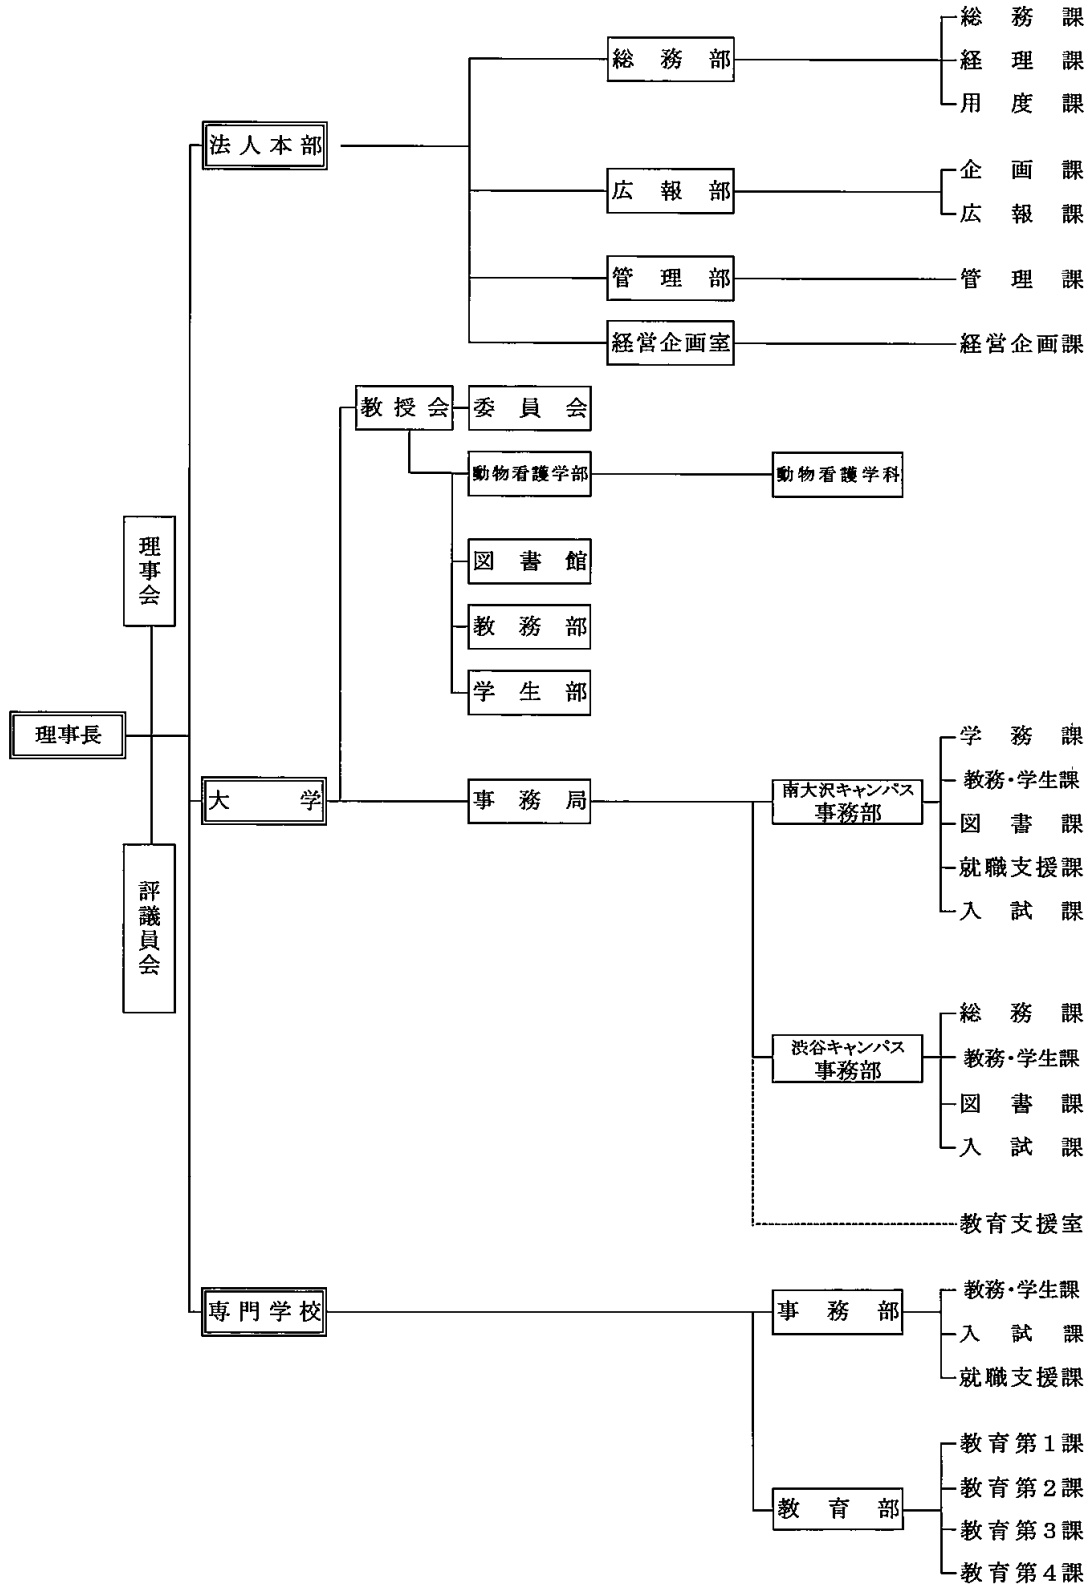 総務課
総務部
経理課
用度課
法人本部
企画課
広報部
広報課
管理部
管理課
経営企画室
経営企画課
教授会
委員会
動物看護学部
動物看護学科
理事会
図書館
教務部
学生部
理事長
評議員会
大学
事務局
南大沢キャンパス
事務部
学務課
教務・学生課
図書課
就職支援課
入試課
渋谷キャンパス
事務部
総務課
教務・学生課
図書課
入試課
教育支援室
専門学校
事務部
教務・学生課
入試課
就職支援課
教育部
教育第1課
教育第2課
教育第3課
教育第4課